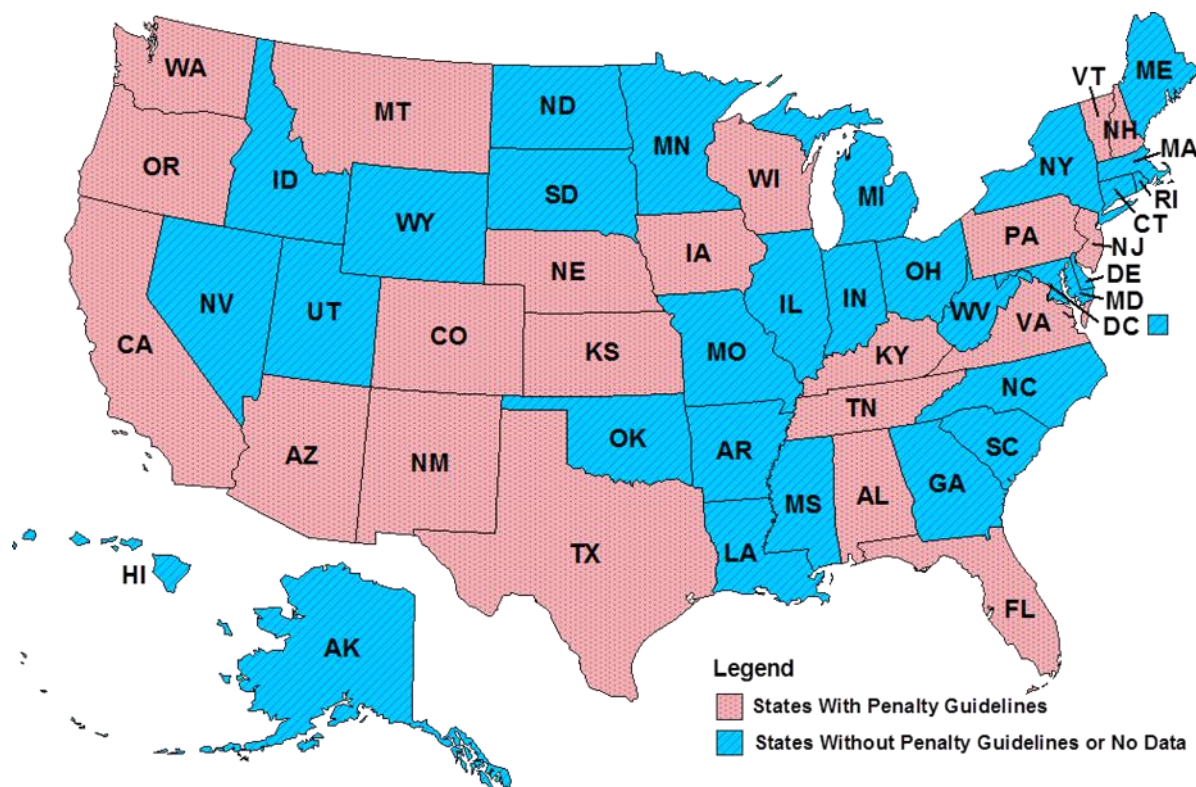 WA
MT
ND
MN
ME
VT
NH
MA
OR
ID
SD
WI
NY
MI
RI
WY
CT
IA
PA
NJ
NE
OH
DE
NV
UT
IL
IN
WV
MD
VA
DC
CA
CO
KS
MO
KY
NC
TN
AZ
NM
OK
AR
SC
MS
AL
GA
TX
LA
HI
FL
AK
Legend
States With Penalty Guidelines
States Without Penalty Guidelines or No Data